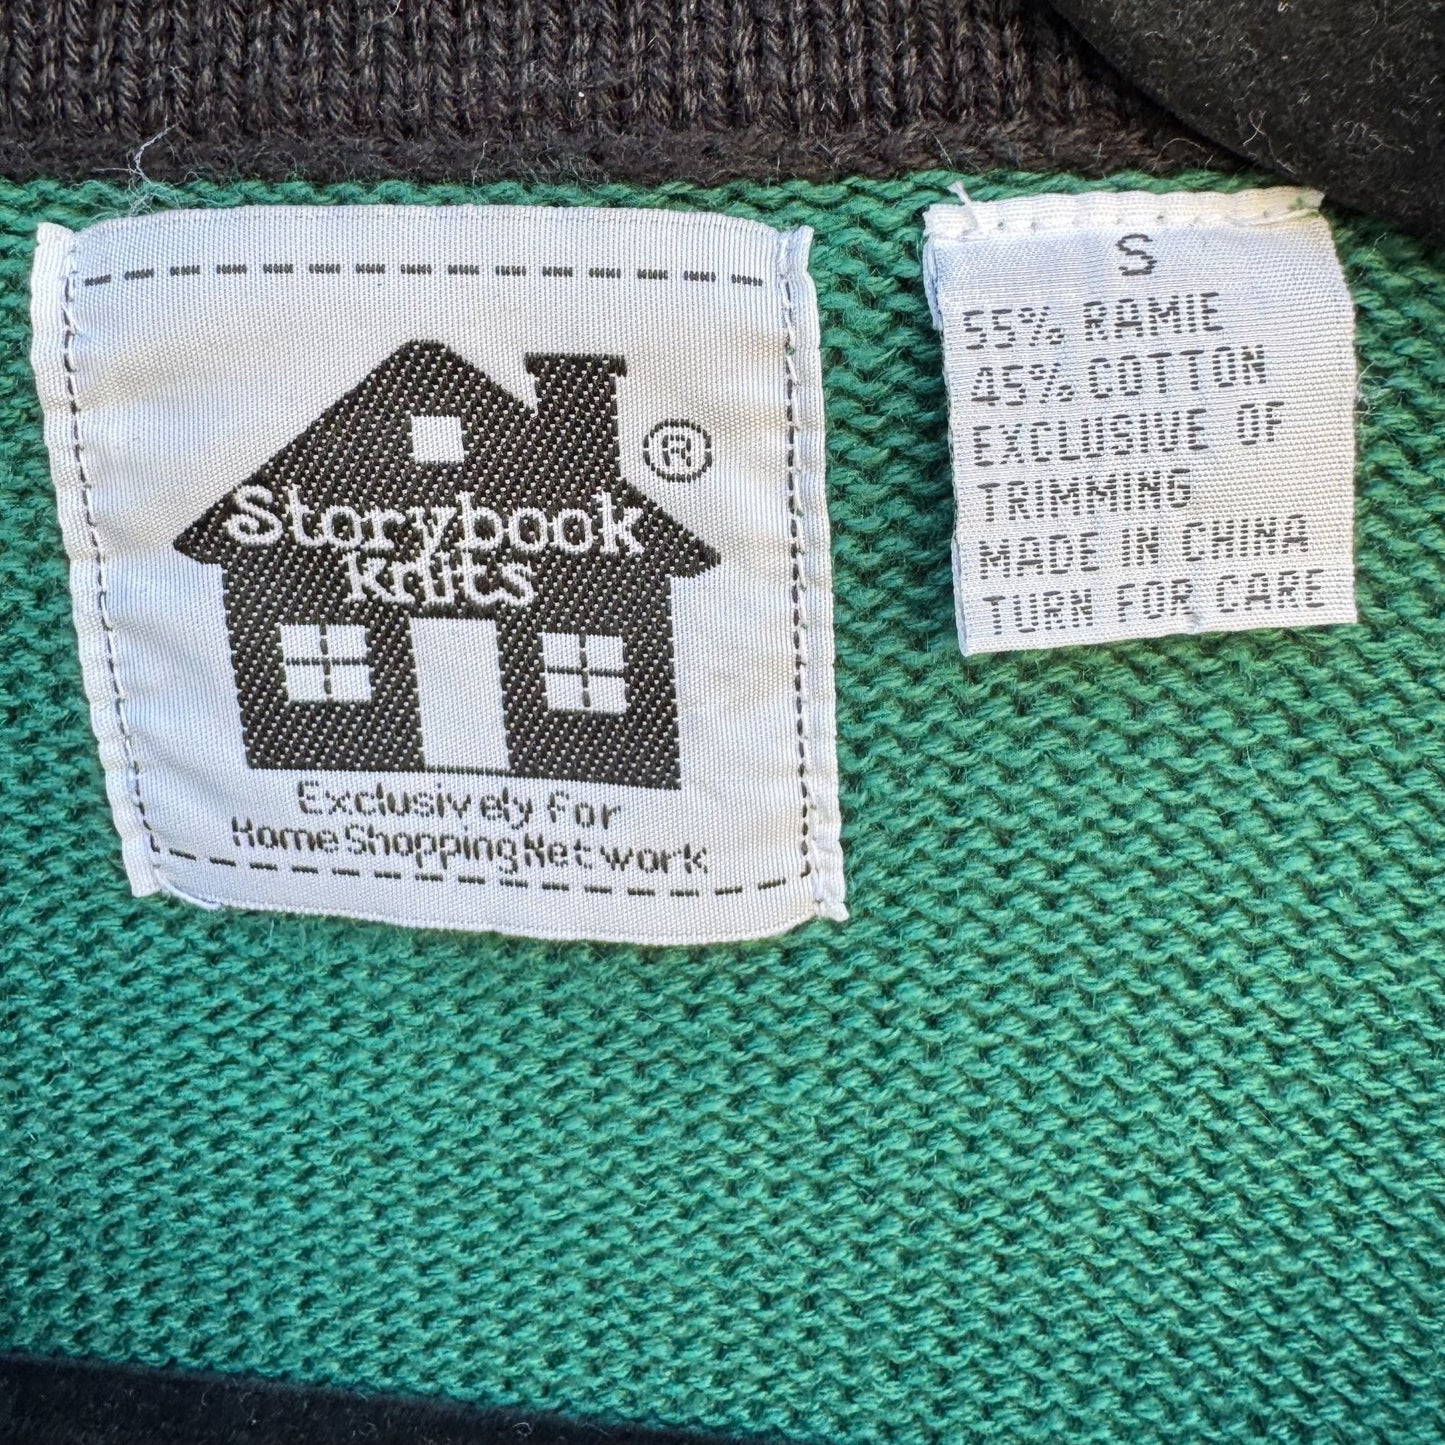 Storybook
knits
®
Exclusively for
Home Shopping Network
S
55% RAMIE
45% COTTON
EXCLUSIVE OF
TRIMMING
MADE IN CHINA
TURN FOR CARE